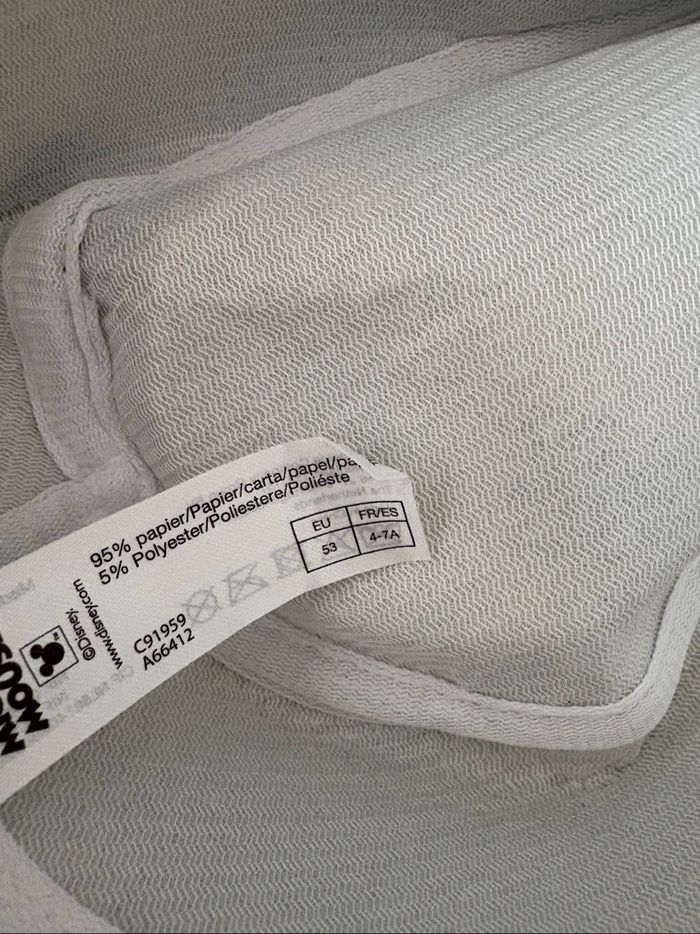 95% papier/Papier/carta/papel/pa
5% Polyester/Poliestere/Poliéste
EU FR/ES
53 4-7A
C91959
A66412
©Disney,
www.disney.com